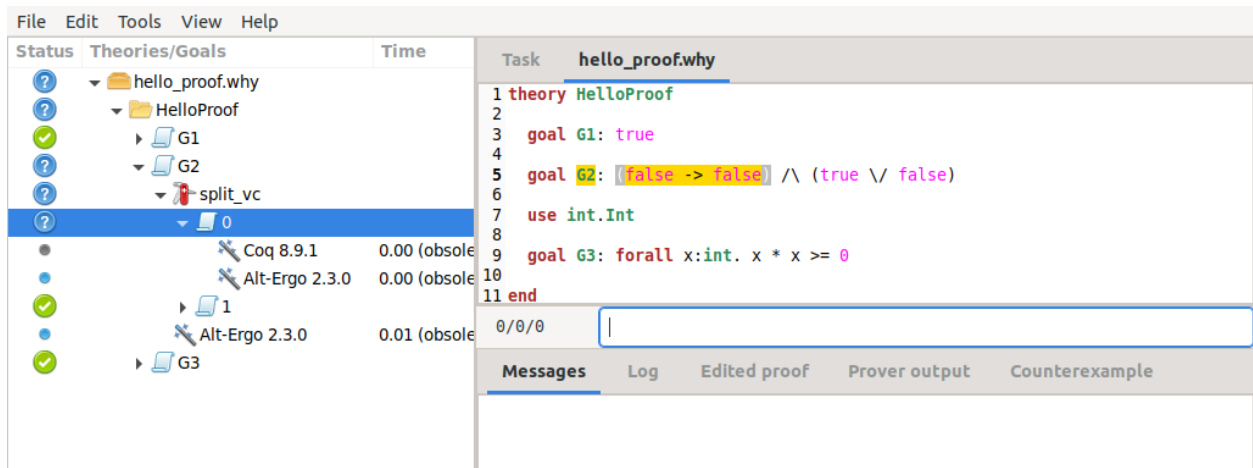 File Edit Tools View Help
Status Theories/Goals Time
hello_proof.why
HelloProof
G1
G2
split_vc
0
Coq 8.9.1 0.00 (obsole
Alt-Ergo 2.3.0 0.00 (obsole
1
Alt-Ergo 2.3.0 0.01 (obsole
G3
Task hello_proof.why
1 theory HelloProof
2
3 goal G1: true
4
5 goal G2: (false -> false) /\ (true \/ false)
6
7 use int.Int
8
9 goal G3: forall x:int. x * x >= 0
10
11 end
0/0/0
Messages Log Edited proof Prover output Counterexample